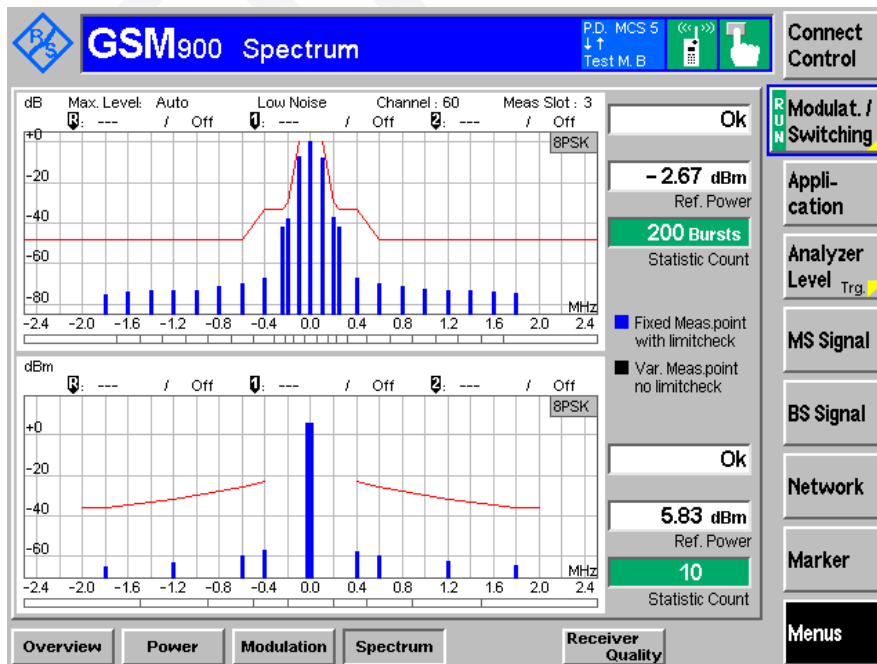 R&S GSM900 Spectrum P.D. MCS 5
Test M. B
Connect Control
dB Max. Level: Auto Low Noise Channel : 60 Meas Slot : 3
R: --- / Off 1: --- / Off 2: --- / Off
8PSK
+0
-20
-40
-60
-80
MHz
-2.4 -2.0 -1.6 -1.2 -0.8 -0.4 0.0 0.4 0.8 1.2 1.6 2.0 2.4
Ok
-2.67 dBm
Ref. Power
200 Bursts
Statistic Count
Fixed Meas.point
with limitcheck
Var. Meas.point
no limitcheck
dBm
R: --- / Off 1: --- / Off 2: --- / Off
8PSK
+0
-20
-40
-60
MHz
-2.4 -2.0 -1.6 -1.2 -0.8 -0.4 0.0 0.4 0.8 1.2 1.6 2.0 2.4
Ok
5.83 dBm
Ref. Power
10
Statistic Count
RUN
Modulat. /
Switching
Appli-
cation
Analyzer
Level Trg.
MS Signal
BS Signal
Network
Marker
Menus
Overview Power Modulation Spectrum Receiver
Quality